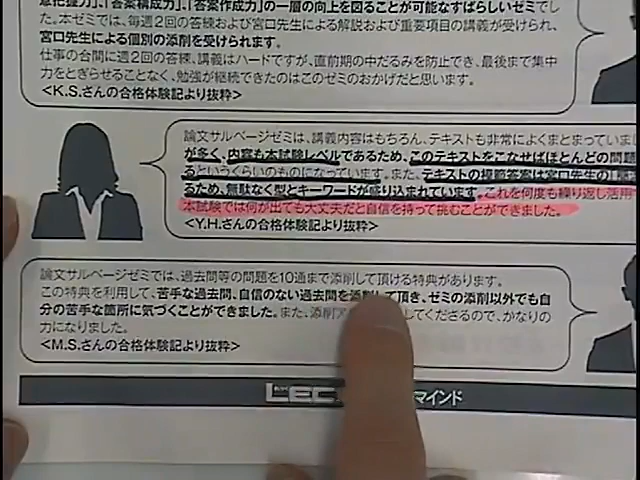 意把握力」、「答案構成力」、「答案作成力」の一層の向上を図ることが可能なすばらしいゼミでし
た。本ゼミでは、毎週2回の答練および宮口先生による解説および重要項目の講義が受けられ、
宮口先生による個別の添削を受けられます。
仕事の合間に週2回の答練、講義はハードですが、直前期の中だるみを防止でき、最後まで集中
力をとぎらせることなく、勉強が継続できたのはこのゼミのおかげだと思います。
<K.S.さんの合格体験記より抜粋>
論文サルベージゼミは、講義内容はもちろん、テキストも非常によくまとまっていま
が多く、内容も本試験レベルであるため、このテキストをこなせばほとんどの問題
るというくらいのものになっています。また、テキストの模範答案は宮口先生の
るため、無駄なく型とキーワードが盛り込まれています。これを何度も繰り返し活用
本試験では何が出ても大丈夫だと自信を持って挑むことができました。
<Y.H.さんの合格体験記より抜粋>
論文サルベージゼミでは、過去問等の問題を10通まで添削して頂ける特典があります。
この特典を利用して、苦手な過去問、自信のない過去問を添削して頂き、ゼミの添削以外でも自
分の苦手な箇所に気づくことができました。また、添削 してくださるので、かなりの
力になりました。
<M.S.さんの合格体験記より抜粋>
LEC マインド